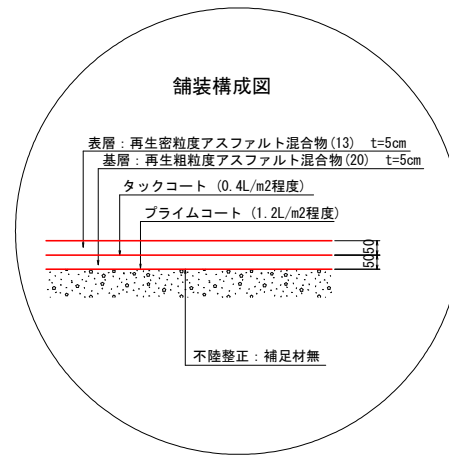 舗装構成図
表層：再生密粒度アスファルト混合物(13) t=5cm
基層：再生粗粒度アスファルト混合物(20) t=5cm
タックコート (0.4L/m2程度)
プライムコート (1.2L/m2程度)
50
50
不陸整正：補足材無